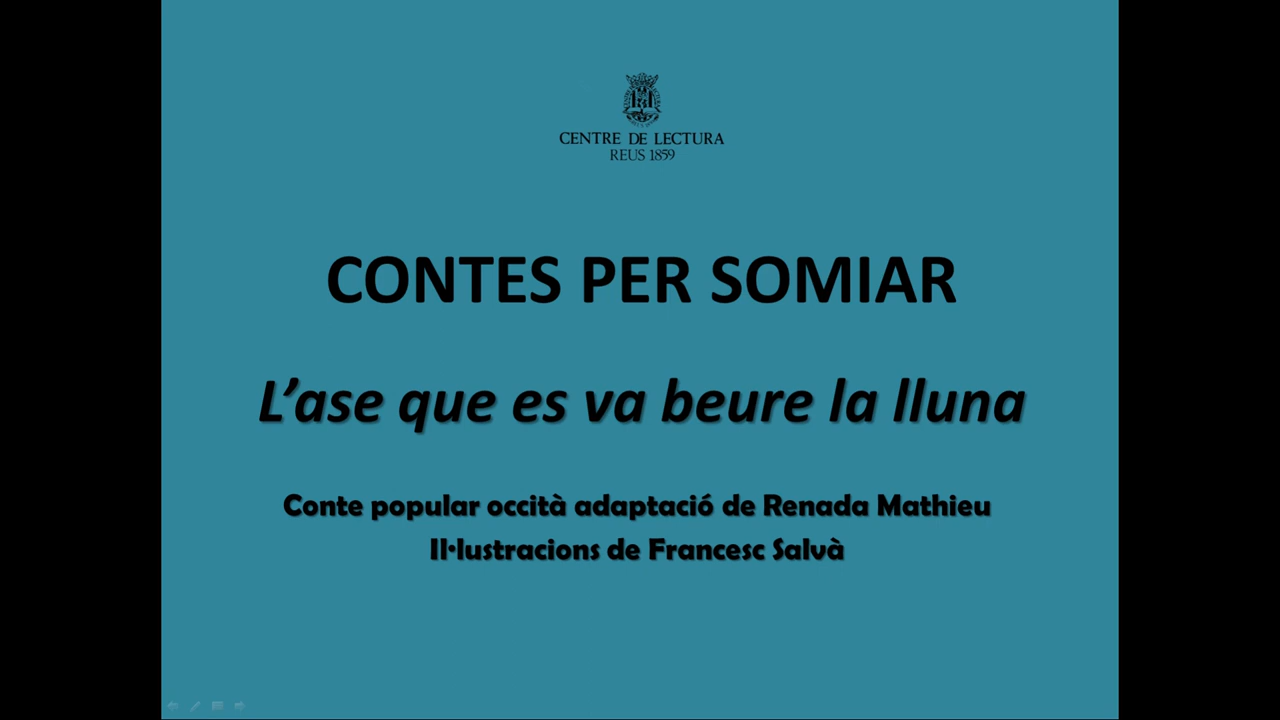 CENTRE DE LECTURA
REUS 1859
CONTES PER SOMIAR
L’ase que es va beure la lluna
Conte popular occità adaptació de Renada Mathieu
Il·lustracions de Francesc Salvà